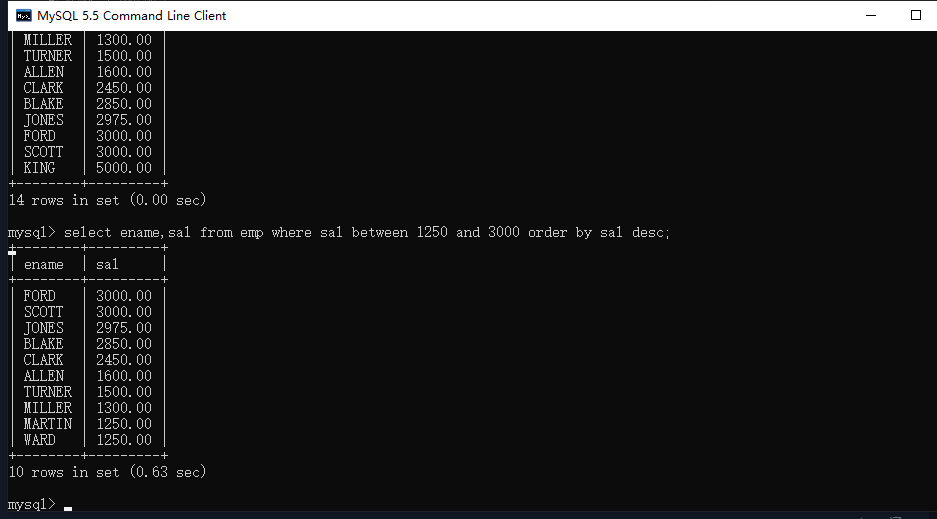 MySQL 5.5 Command Line Client
| MILLER | 1300.00 |
| TURNER | 1500.00 |
| ALLEN  | 1600.00 |
| CLARK  | 2450.00 |
| BLAKE  | 2850.00 |
| JONES  | 2975.00 |
| FORD   | 3000.00 |
| SCOTT  | 3000.00 |
| KING   | 5000.00 |
+--------+---------+
14 rows in set (0.00 sec)
mysql> select ename,sal from emp where sal between 1250 and 3000 order by sal desc;
+--------+---------+
| ename  | sal     |
+--------+---------+
| FORD   | 3000.00 |
| SCOTT  | 3000.00 |
| JONES  | 2975.00 |
| BLAKE  | 2850.00 |
| CLARK  | 2450.00 |
| ALLEN  | 1600.00 |
| TURNER | 1500.00 |
| MILLER | 1300.00 |
| MARTIN | 1250.00 |
| WARD   | 1250.00 |
+--------+---------+
10 rows in set (0.63 sec)
mysql>